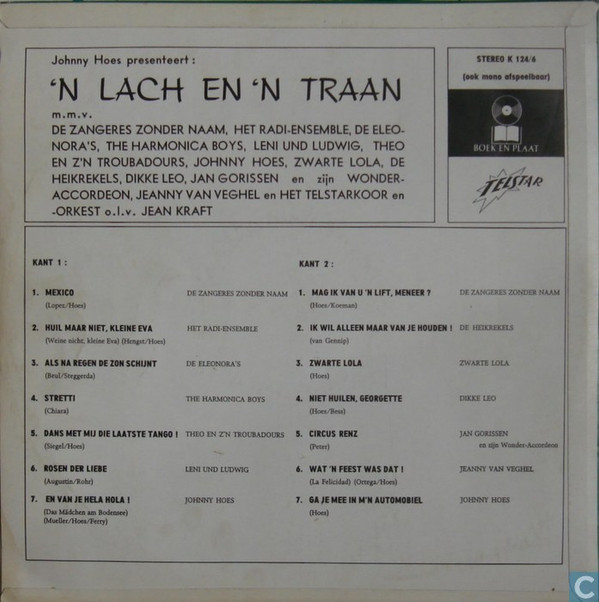 Johnny Hoes presenteert :
'N LACH EN 'N TRAAN
m.m.v.
DE ZANGERES ZONDER NAAM, HET RADI-ENSEMBLE, DE ELEO-
NORA'S, THE HARMONICA BOYS, LENI UND LUDWIG, THEO
EN Z'N TROUBADOURS, JOHNNY HOES, ZWARTE LOLA, DE
HEIKREKELS, DIKKE LEO, JAN GORISSEN en zijn WONDER-
ACCORDEON, JEANNY VAN VEGHEL en HET TELSTARKOOR en
-ORKEST o.l.v. JEAN KRAFT
STEREO K 124/6
(ook mono afspeelbaar)
BOEK EN PLAAT
TELSTAR
KANT 1 :
1. MEXICO DE ZANGERES ZONDER NAAM
(Lopez/Hoes)
2. HUIL MAAR NIET, KLEINE EVA HET RADI-ENSEMBLE
(Weine nicht, kleine Eva) (Hengst/Hoes)
3. ALS NA REGEN DE ZON SCHIJNT DE ELEONORA'S
(Beul/Steggerda)
4. STRETTI THE HARMONICA BOYS
(Chiara)
5. DANS MET MIJ DIE LAATSTE TANGO ! THEO EN Z'N TROUBADOURS
(Siegel/Hoes)
6. ROSEN DER LIEBE LENI UND LUDWIG
(Augustin/Rohr)
7. EN VAN JE HELA HOLA ! JOHNNY HOES
(Das Mädchen am Bodensee)
(Mueller/Hoes/Ferry)
KANT 2 :
1. MAG IK VAN U 'N LIFT, MENEER ? DE ZANGERES ZONDER NAAM
(Hoes/Koeman)
2. IK WIL ALLEEN MAAR VAN JE HOUDEN ! DE HEIKREKELS
(van Gennip)
3. ZWARTE LOLA ZWARTE LOLA
(Hoes)
4. NIET HUILEN, GEORGETTE DIKKE LEO
(Hoes/Bess)
5. CIRCUS RENZ JAN GORISSEN
(Peter) en zijn Wonder-Accordeon
6. WAT 'N FEEST WAS DAT ! JEANNY VAN VEGHEL
(La Felicidad) (Ortega/Hoes)
7. GA JE MEE IN M'N AUTOMOBIEL JOHNNY HOES
(Hoes)
C